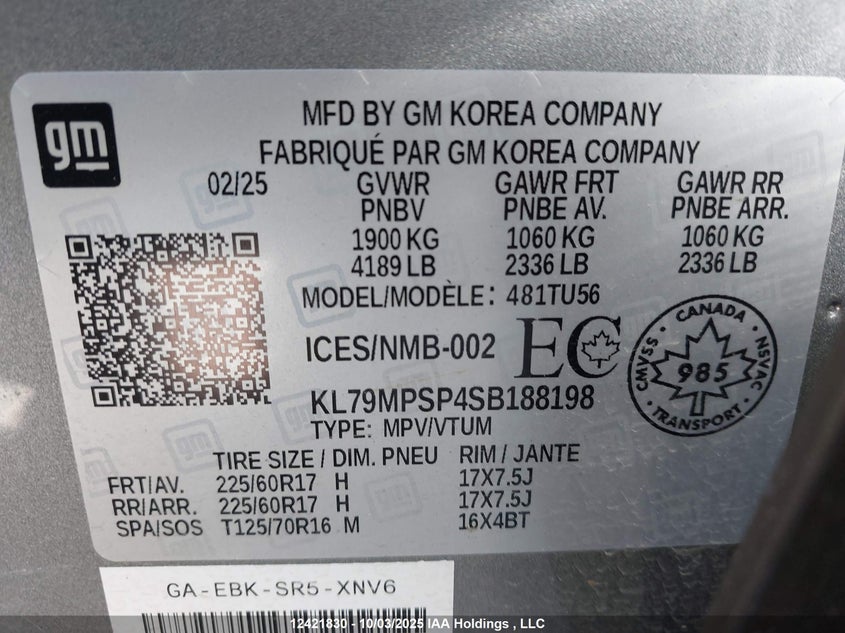 gm
MFD BY GM KOREA COMPANY
FABRIQUÉ PAR GM KOREA COMPANY
02/25 GVWR GAWR FRT GAWR RR
PNBV PNBE AV. PNBE ARR.
1900 KG 1060 KG 1060 KG
4189 LB 2336 LB 2336 LB
MODEL/MODÈLE: 481TU56
ICES/NMB-002 EC
CANADA
CMVSS 985 NSVAC
TRANSPORT
KL79MPSP4SB188198
TYPE: MPV/VTUM
TIRE SIZE / DIM. PNEU RIM / JANTE
FRT/AV. 225/60R17 H 17X7.5J
RR/ARR. 225/60R17 H 17X7.5J
SPA/SOS T125/70R16 M 16X4BT
GA-EBK-SR5-XNV6
12421830 - 10/03/2025 IAA Holdings , LLC